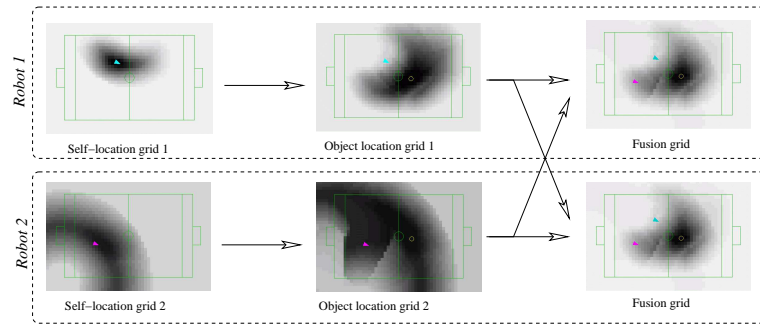 Robot 1
Self−location grid 1
Object location grid 1
Fusion grid
Robot 2
Self−location grid 2
Object location grid 2
Fusion grid